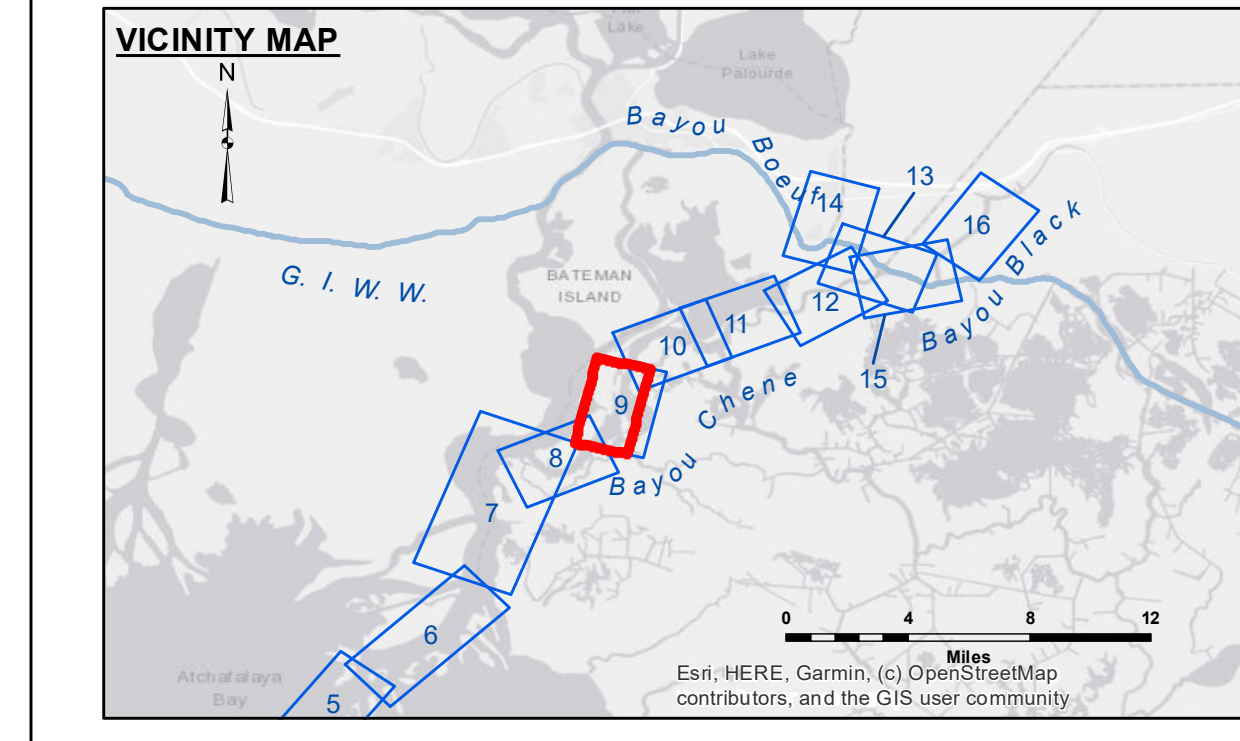 VICINITY MAP
N
Lake
Lake
Palourde
Bayou
Boeuf
13
14
16
Bayou Black
G. I. W. W.
BATEMAN
ISLAND
12
11
10
15
9
Bayou Chene
8
7
6
5
Atchafalaya
Bay
0 4 8 12
Miles
Esri, HERE, Garmin, (c) OpenStreetMap
contributors, and the GIS user community